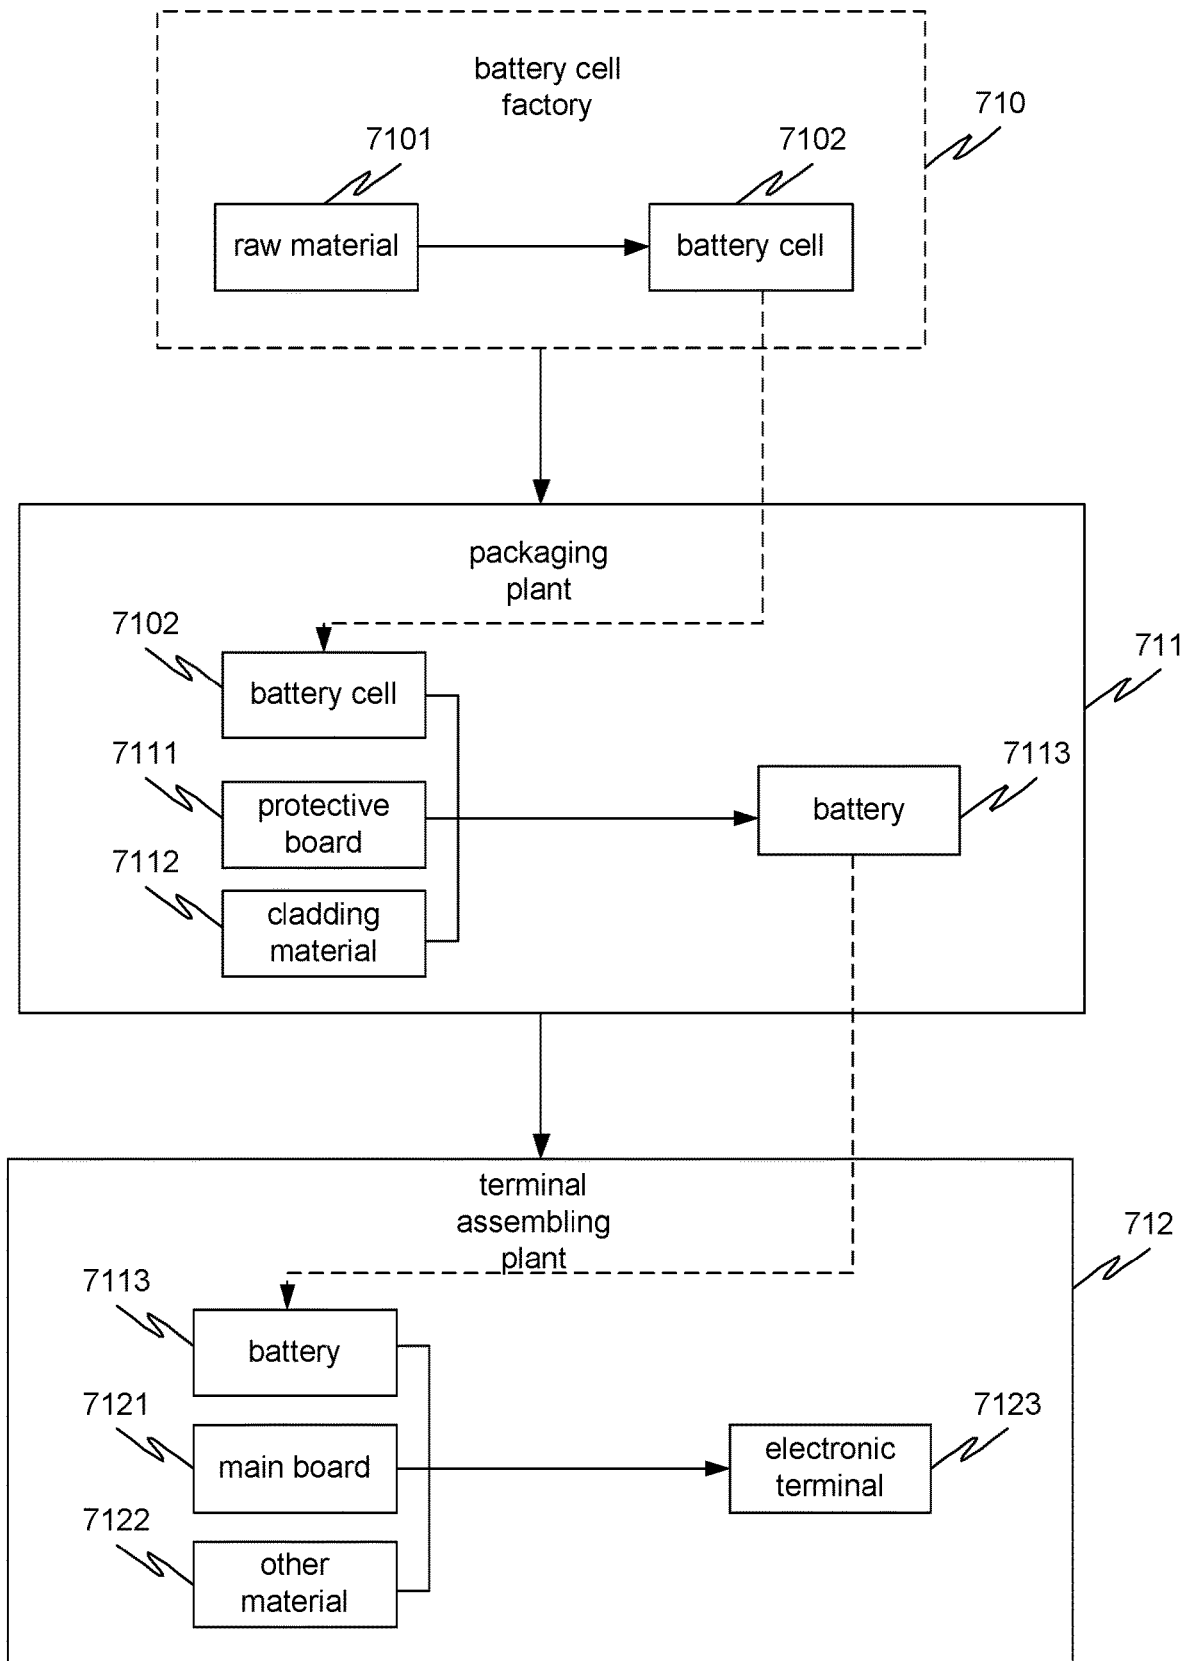 battery cell
factory
710
7101
7102
raw material
battery cell
packaging
plant
7102
711
battery cell
7111
7113
protective
board
battery
7112
cladding
material
terminal
assembling
plant
712
7113
battery
7121
7123
main board
electronic
terminal
7122
other
material